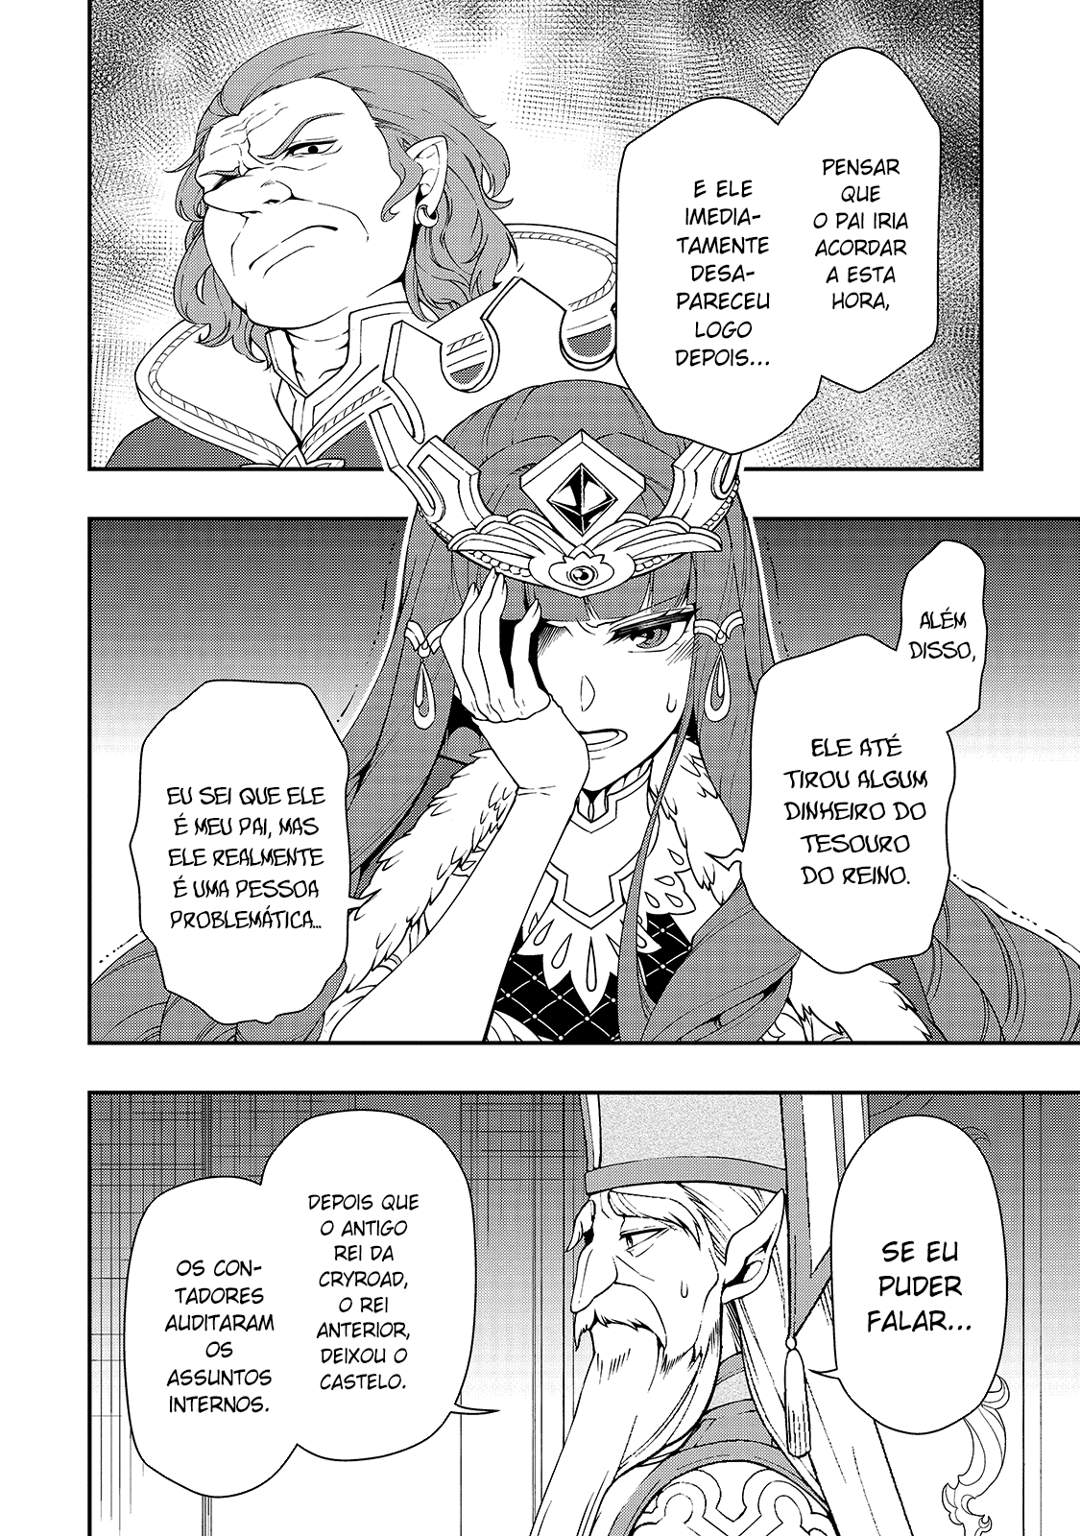 PENSAR
QUE
O PAI IRIA
ACORDAR
A ESTA
HORA,
E ELE
IMEDIA-
TAMENTE
DESA-
PARECEU
LOGO
DEPOIS...
ALÉM
DISSO,
ELE ATÉ
TIROU ALGUM
DINHEIRO DO
TESOURO
DO REINO.
EU SEI QUE ELE
É MEU PAI, MAS
ELE REALMENTE
É UMA PESSOA
PROBLEMÁTICA...
SE EU
PUDER
FALAR...
DEPOIS QUE
O ANTIGO
REI DA
CRYROAD,
O REI
ANTERIOR,
DEIXOU O
CASTELO.
OS CON-
TADORES
AUDITARAM
OS
ASSUNTOS
INTERNOS.